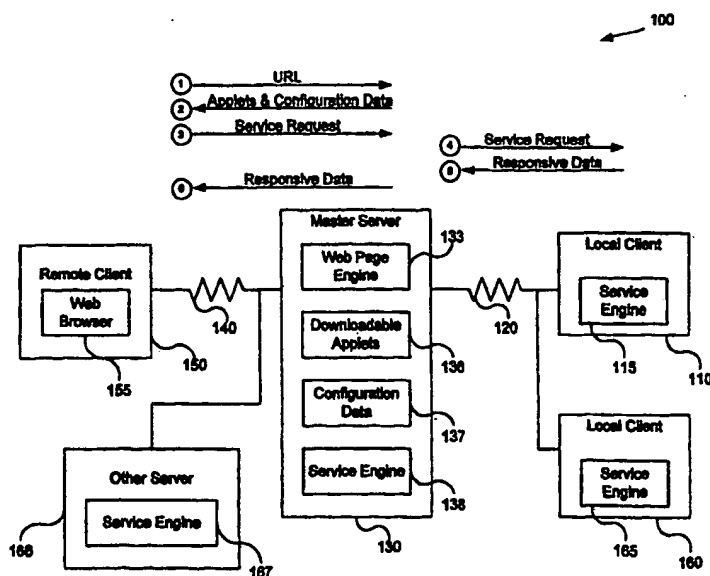 100
1 URL
2 Applets & Configuration Data
3 Service Request
4 Service Request
5 Responsive Data
6 Responsive Data
Master Server
133
Web Page
Engine
Remote Client
Web
Browser
140
155
150
Downloadable
Applets
136
120
Local Client
Service
Engine
115
110
Configuration
Data
137
Other Server
Service Engine
166
167
Service Engine
138
130
Local Client
Service
Engine
165
160